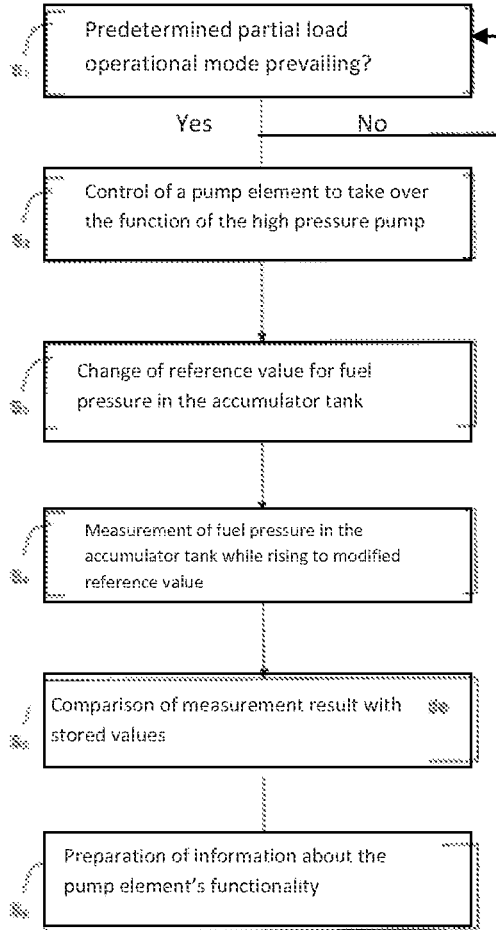 Predetermined partial load
operational mode prevailing?
Yes No
Control of a pump element to take over
the function of the high pressure pump
Change of reference value for fuel
pressure in the accumulator tank
Measurement of fuel pressure in the
accumulator tank while rising to modified
reference value
Comparison of measurement result with
stored values
Preparation of information about the
pump element's functionality